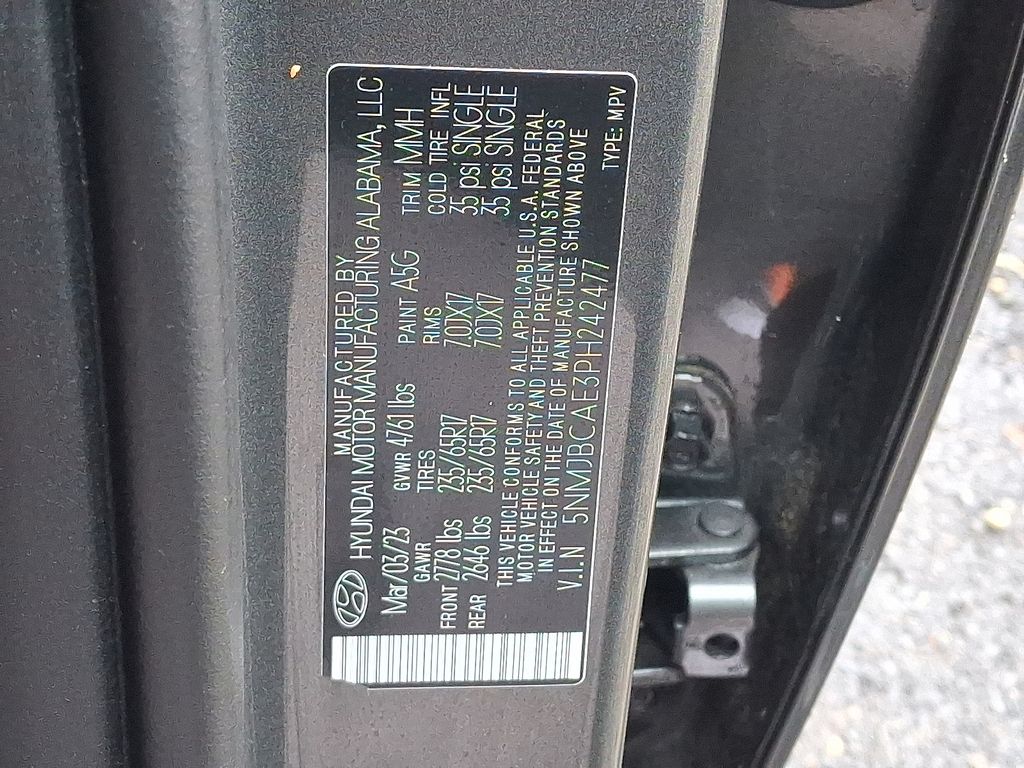 MANUFACTURED BY
HYUNDAI MOTOR MANUFACTURING ALABAMA, LLC
Mar/03/23 GVWR 4761 lbs PAINT A5G TRIM MMH
GAWR TIRES RIMS COLD TIRE INFL
FRONT 2778 lbs 235/65R17 7.0JX17 35 psi SINGLE
REAR 2646 lbs 235/65R17 7.0JX17 35 psi SINGLE
THIS VEHICLE CONFORMS TO ALL APPLICABLE U.S.A. FEDERAL
MOTOR VEHICLE SAFETY AND THEFT PREVENTION STANDARDS
IN EFFECT ON THE DATE OF MANUFACTURE SHOWN ABOVE
V.I.N 5NMJBCAE3PH242477
TYPE: MPV